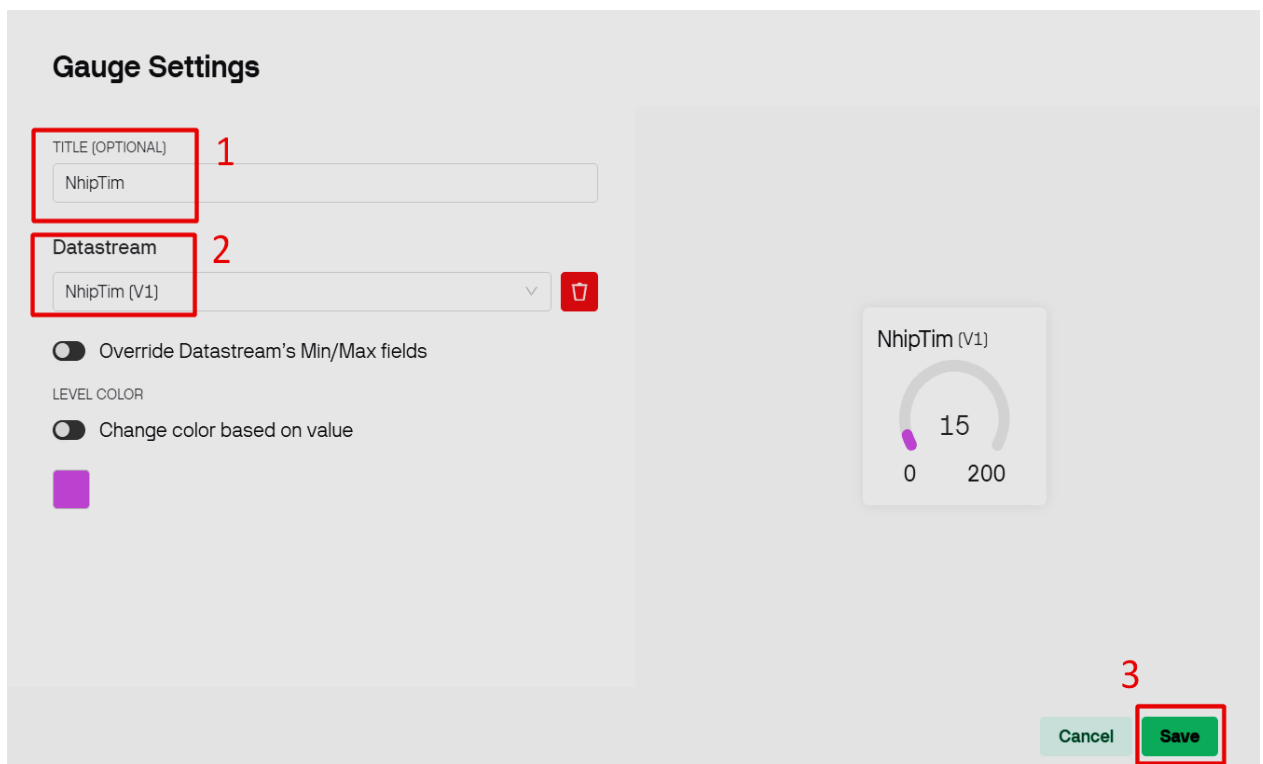 Gauge Settings
TITLE (OPTIONAL)
1
NhipTim
Datastream
2
NhipTim (V1)
Override Datastream's Min/Max fields
LEVEL COLOR
Change color based on value
NhipTim (V1)
15
0 200
3
Cancel Save